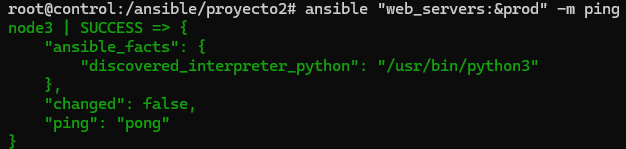 root@control:/ansible/proyecto2# ansible "web_servers:&prod" -m ping
node3 | SUCCESS => {
    "ansible_facts": {
        "discovered_interpreter_python": "/usr/bin/python3"
    },
    "changed": false,
    "ping": "pong"
}